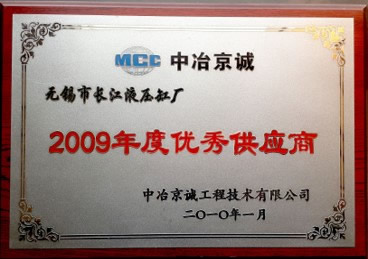 MCC 中冶京诚
无锡市长江液压缸厂
2009年度优秀供应商
中冶京诚工程技术有限公司
二〇一〇年一月